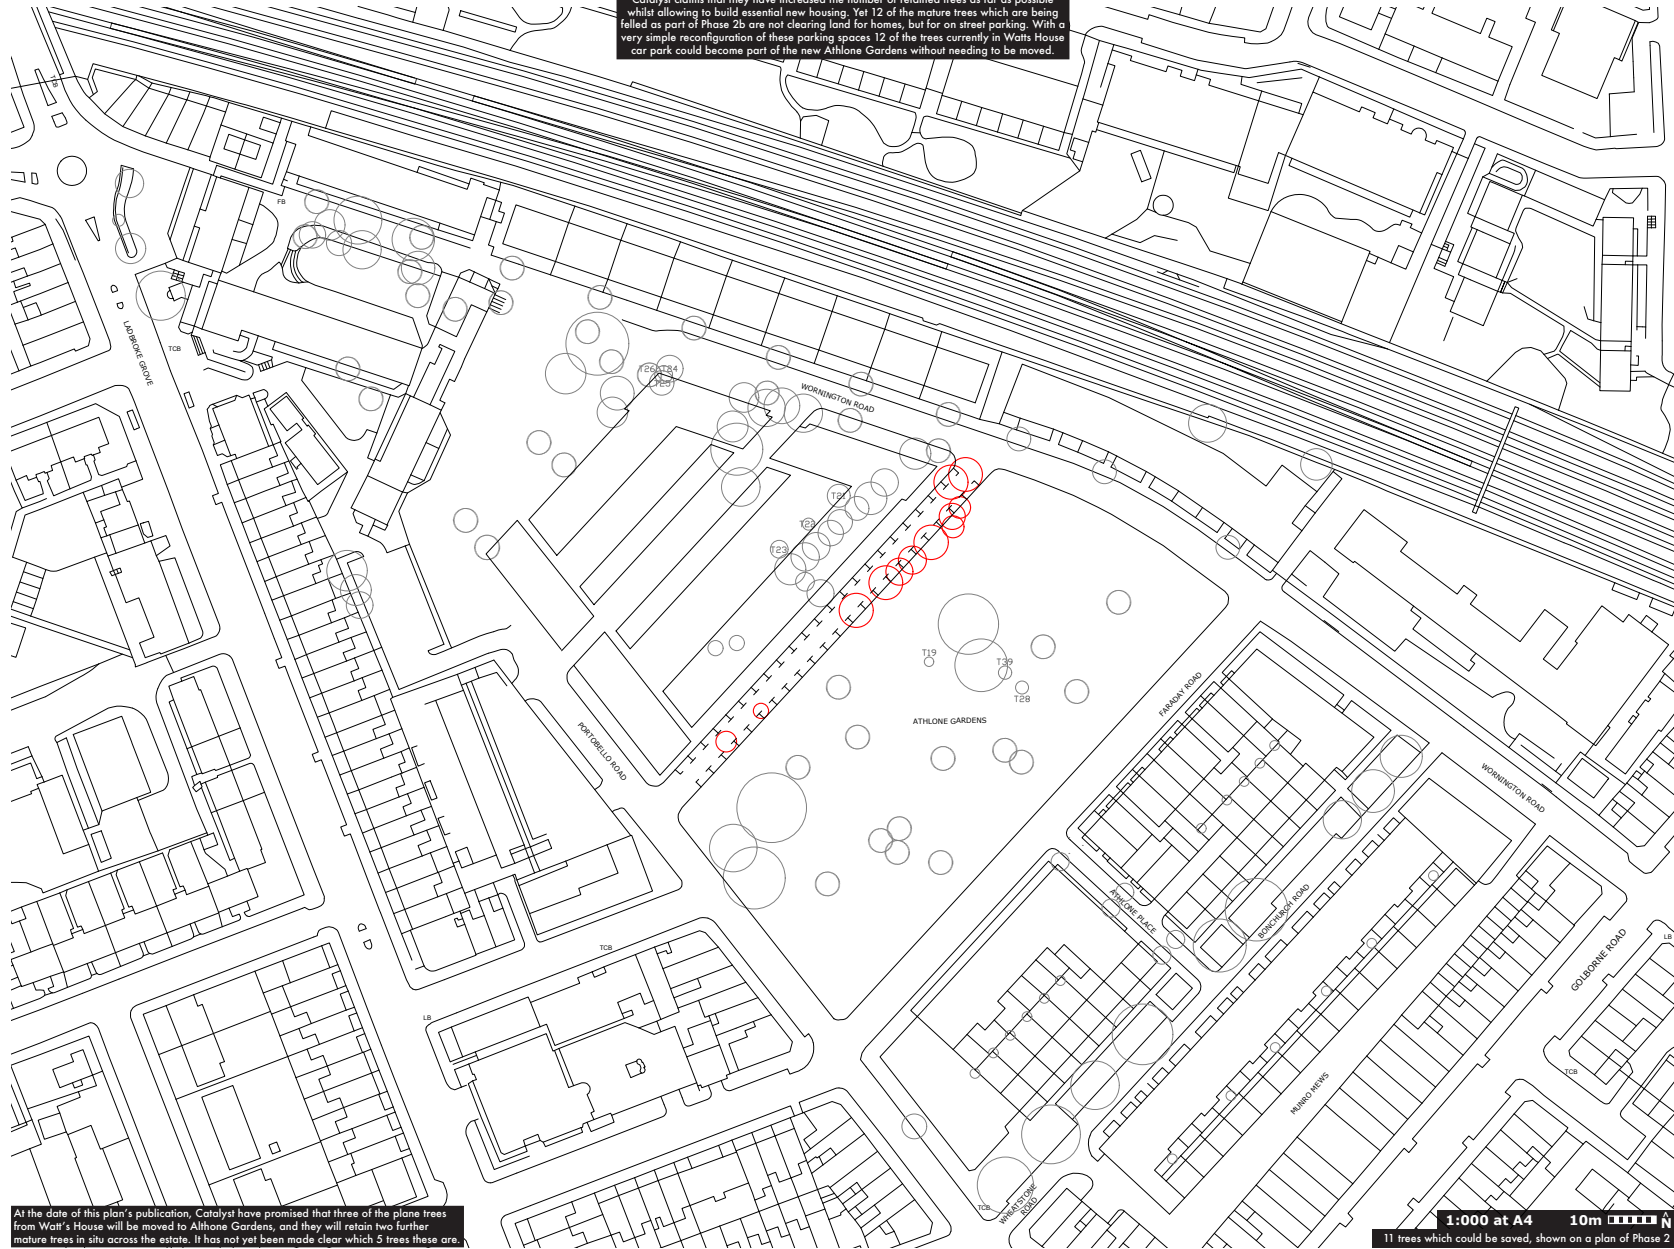 Catalyst claims that they have increased the number of retained trees as far as possible
whilst allowing to build essential new housing. Yet 12 of the mature trees which are being
felled as part of Phase 2b are not clearing land for homes, but for on street parking. With a
very simple reconfiguration of these parking spaces 12 of the trees currently in Watts House
car park could become part of the new Athlone Gardens without needing to be moved.
TCB
FB
LADBROKE GROVE
TCB
T26
T84
T25
WORNINGTON ROAD
T21
T22
T23
T19
T39
T28
ATHLONE GARDENS
FARADAY ROAD
PORTOBELLO ROAD
WORNINGTON ROAD
ATHLONE PLACE
BONCHURCH ROAD
GOLBORNE ROAD
LB
TCB
LB
TCB
MUNRO MEWS
TCB
WHEATSTONE
ROAD
At the date of this plan's publication, Catalyst have promised that three of the plane trees
from Watt's House will be moved to Althone Gardens, and they will retain two further
mature trees in situ across the estate. It has not yet been made clear which 5 trees these are.
1:000 at A4 10m N
11 trees which could be saved, shown on a plan of Phase 2